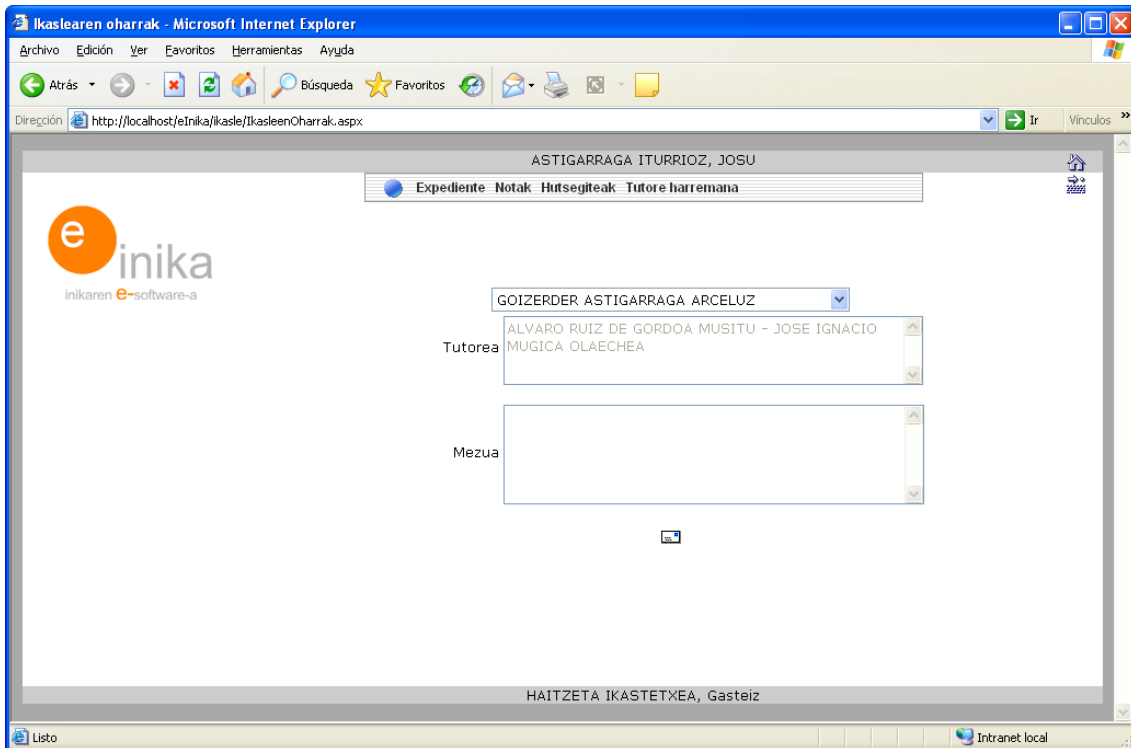 Ikaslearen oharrak - Microsoft Internet Explorer
Archivo Edición Ver Favoritos Herramientas Ayuda
Atrás Búsqueda Favoritos
Dirección http://localhost/eInika/ikasle/IkasleenOharrak.aspx Ir Vínculos »
ASTIGARRAGA ITURRIOZ, JOSU
Expediente Notak Hutsegiteak Tutore harremana
e inika
inikaren e-software-a
GOIZERDER ASTIGARRAGA ARCELUZ
Tutorea
ALVARO RUIZ DE GORDOA MUSITU - JOSE IGNACIO
MUGICA OLAECHEA
Mezua
HAITZETA IKASTETXEA, Gasteiz
Listo Intranet local